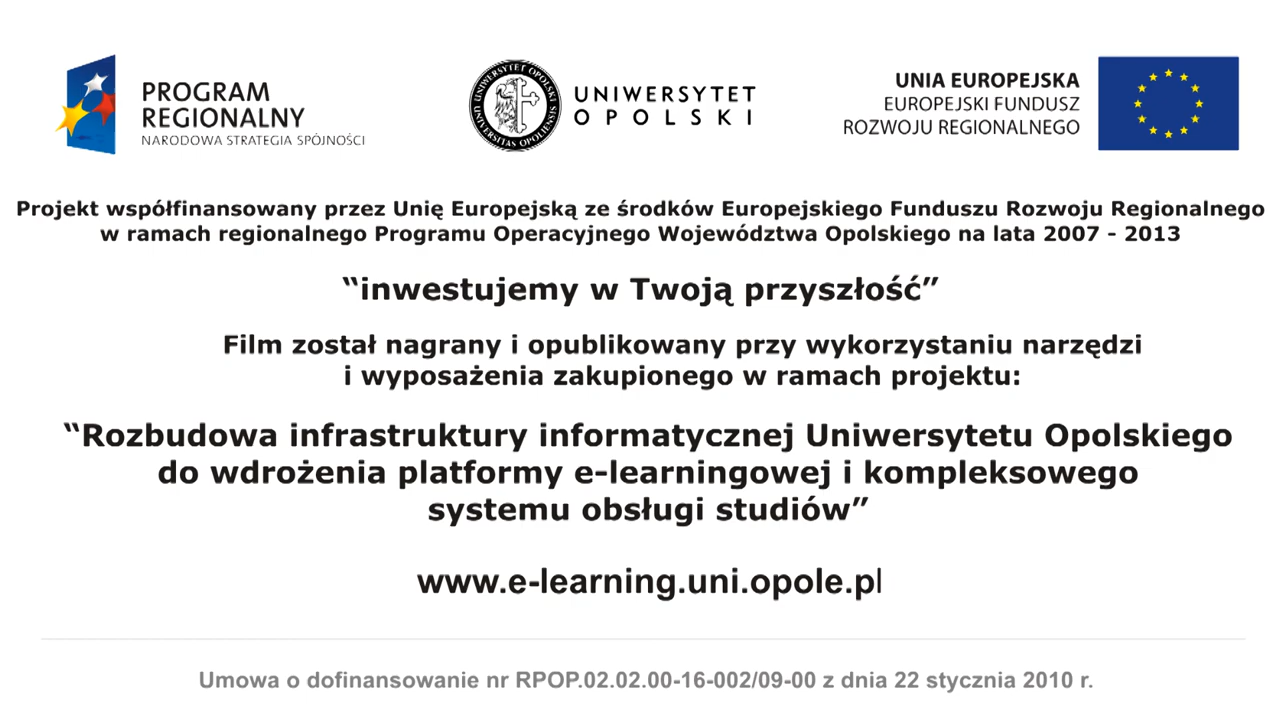 PROGRAM
REGIONALNY
NARODOWA STRATEGIA SPÓJNOŚCI
UNIWERSYTET OPOLSKI
UNIVERSITAS OPOLIENSIS
UNIWERSYTET
OPOLSKI
UNIA EUROPEJSKA
EUROPEJSKI FUNDUSZ
ROZWOJU REGIONALNEGO
Projekt współfinansowany przez Unię Europejską ze środków Europejskiego Funduszu Rozwoju Regionalnego
w ramach regionalnego Programu Operacyjnego Województwa Opolskiego na lata 2007 - 2013
“inwestujemy w Twoją przyszłość”
Film został nagrany i opublikowany przy wykorzystaniu narzędzi
i wyposażenia zakupionego w ramach projektu:
“Rozbudowa infrastruktury informatycznej Uniwersytetu Opolskiego
do wdrożenia platformy e-learningowej i kompleksowego
systemu obsługi studiów”
www.e-learning.uni.opole.pl
Umowa o dofinansowanie nr RPOP.02.02.00-16-002/09-00 z dnia 22 stycznia 2010 r.